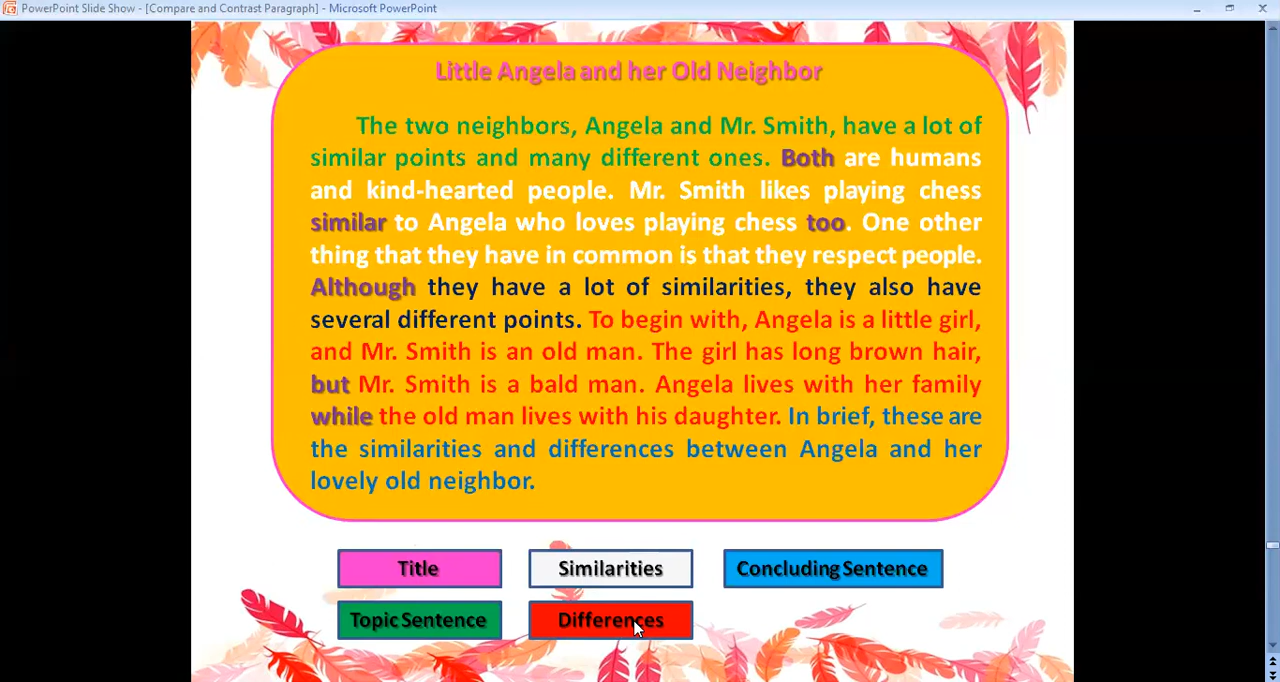 PowerPoint Slide Show - [Compare and Contrast Paragraph] - Microsoft PowerPoint
Little Angela and her Old Neighbor
The two neighbors, Angela and Mr. Smith, have a lot of
similar points and many different ones. Both are humans
and kind-hearted people. Mr. Smith likes playing chess
similar to Angela who loves playing chess too. One other
thing that they have in common is that they respect people.
Although they have a lot of similarities, they also have
several different points. To begin with, Angela is a little girl,
and Mr. Smith is an old man. The girl has long brown hair,
but Mr. Smith is a bald man. Angela lives with her family
while the old man lives with his daughter. In brief, these are
the similarities and differences between Angela and her
lovely old neighbor.
Title
Similarities
Concluding Sentence
Topic Sentence
Differences